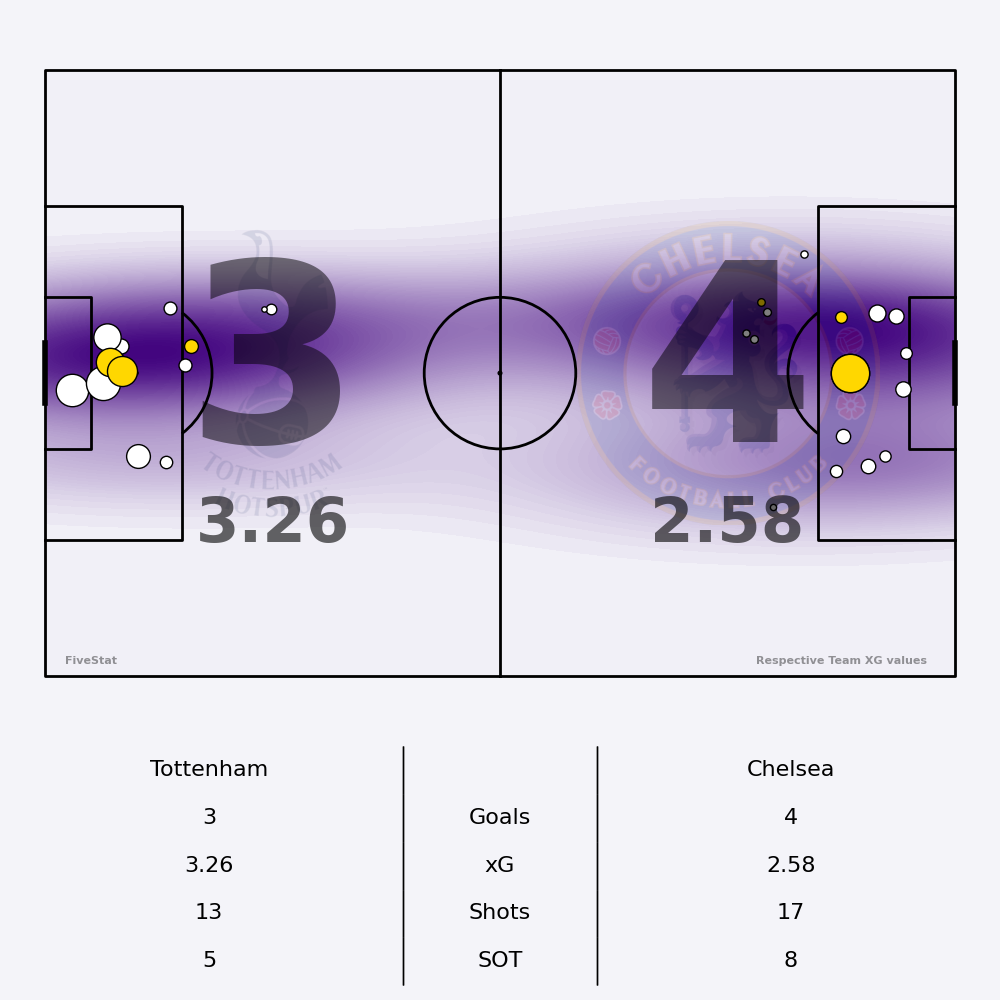 CHELSEA
FOOTBALL CLUB
3
4
TOTTENHAM
HOTSPUR
3.26
2.58
FiveStat
Respective Team XG values
Tottenham Chelsea
3 Goals 4
3.26 xG 2.58
13 Shots 17
5 SOT 8